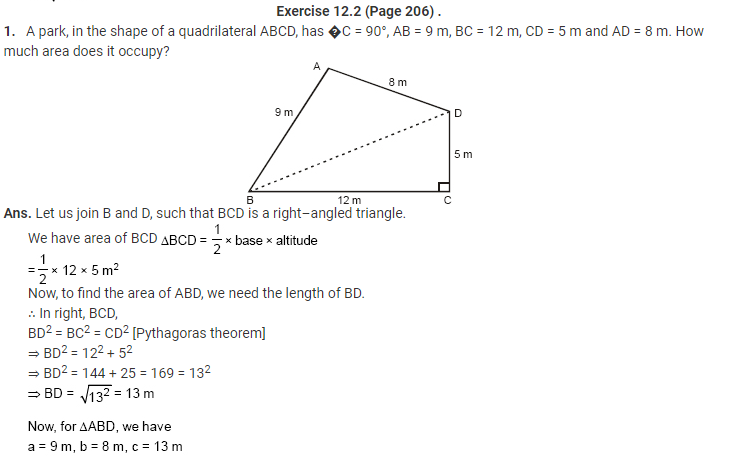 Exercise 12.2 (Page 206) .
1. A park, in the shape of a quadrilateral ABCD, has �C = 90°, AB = 9 m, BC = 12 m, CD = 5 m and AD = 8 m. How
much area does it occupy?
A
8 m
9 m
D
5 m
B
12 m
C
Ans. Let us join B and D, such that BCD is a right–angled triangle.
We have area of BCD ΔBCD = 1/2 × base × altitude
= 1/2 × 12 × 5 m²
Now, to find the area of ABD, we need the length of BD.
∴ In right, BCD,
BD² = BC² = CD² [Pythagoras theorem]
⇒ BD² = 12² + 5²
⇒ BD² = 144 + 25 = 169 = 13²
⇒ BD = √13² = 13 m
Now, for ΔABD, we have
a = 9 m, b = 8 m, c = 13 m